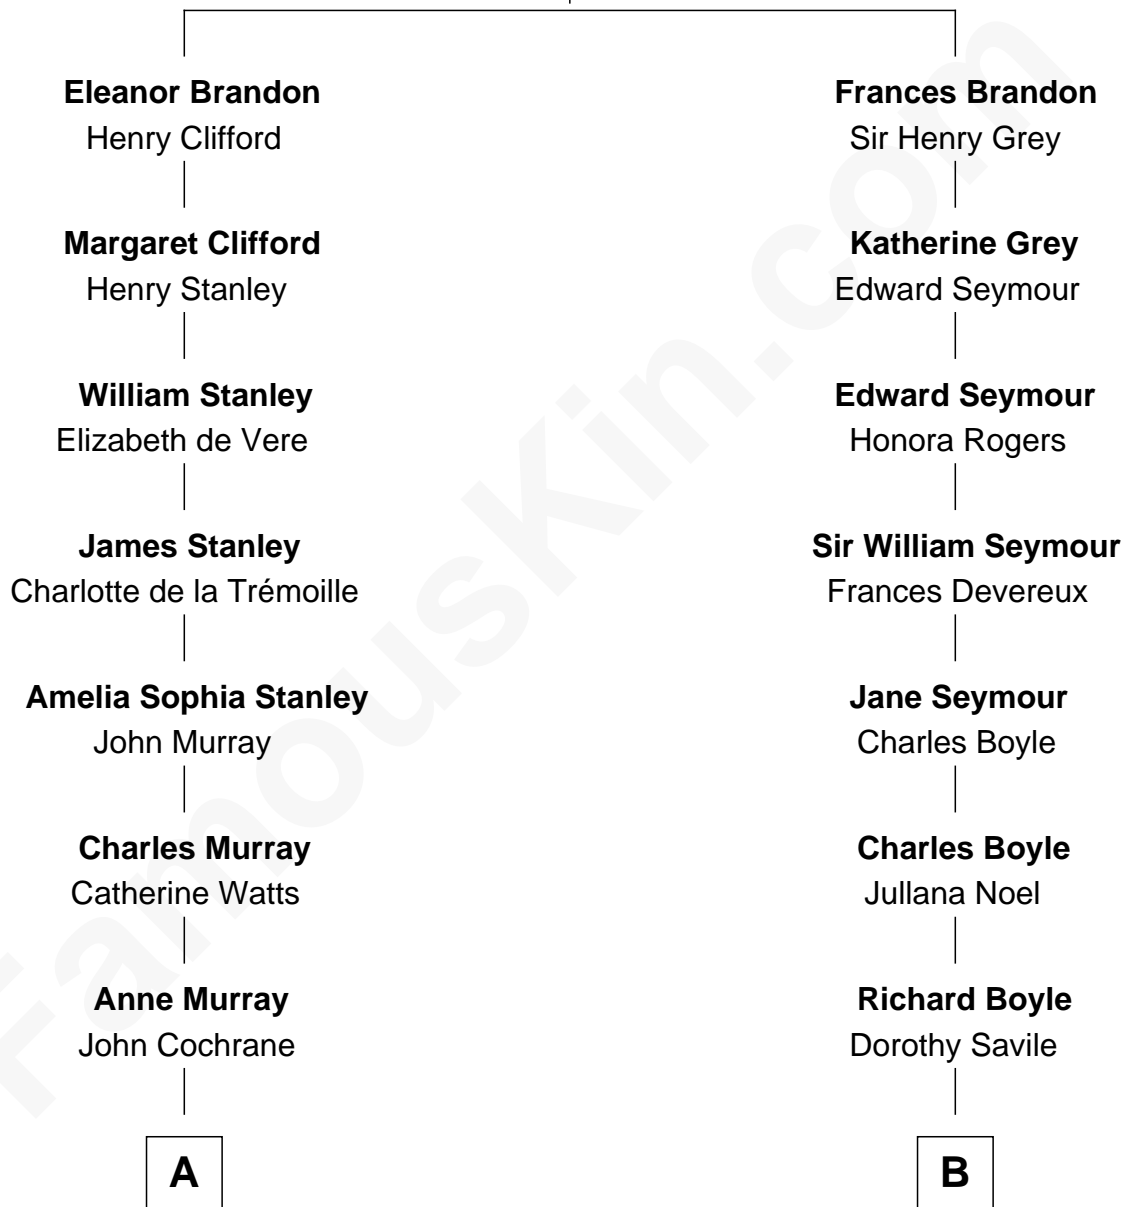 Eleanor Brandon
Henry Clifford
Margaret Clifford
Henry Stanley
William Stanley
Elizabeth de Vere
James Stanley
Charlotte de la Trémoille
Amelia Sophia Stanley
John Murray
Charles Murray
Catherine Watts
Anne Murray
John Cochrane
A
Frances Brandon
Sir Henry Grey
Katherine Grey
Edward Seymour
Edward Seymour
Honora Rogers
Sir William Seymour
Frances Devereux
Jane Seymour
Charles Boyle
Charles Boyle
Jullana Noel
Richard Boyle
Dorothy Savile
B
FamousKin.com